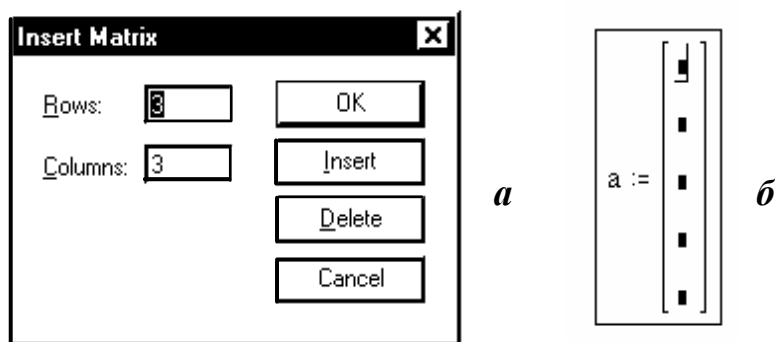 Insert Matrix
Rows: 3
OK
Columns: 3
Insert
Delete
Cancel
а
a :=
б